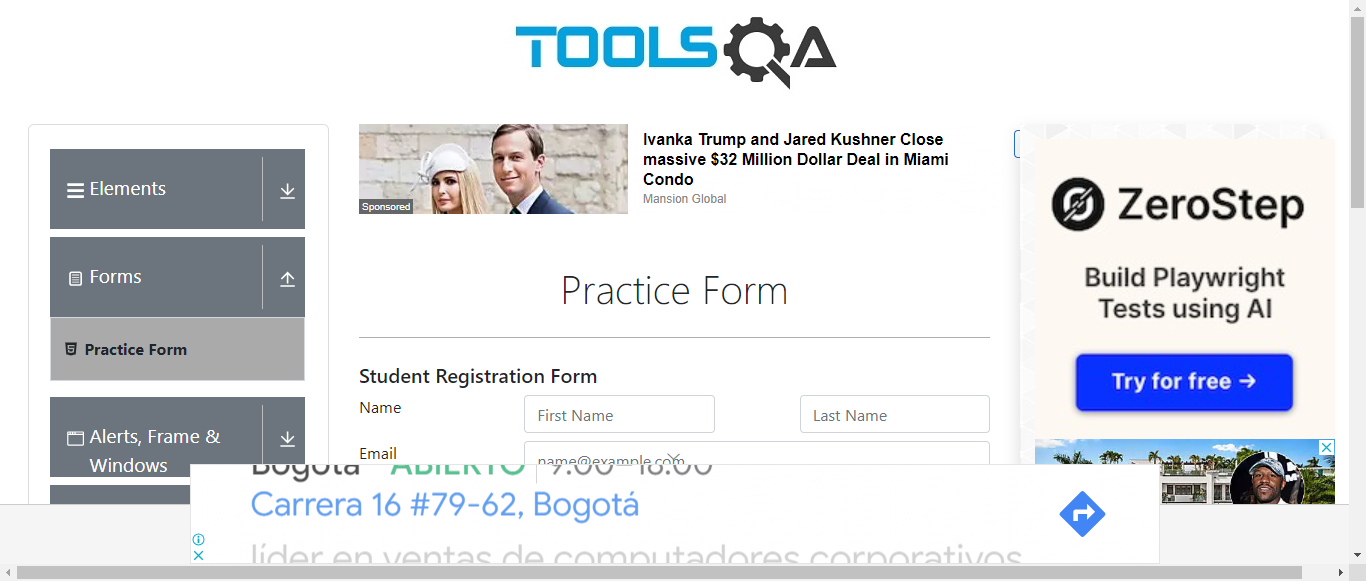 TOOLSQA
Elements
Forms
Practice Form
Alerts, Frame &
Windows
Sponsored
Ivanka Trump and Jared Kushner Close
massive $32 Million Dollar Deal in Miami
Condo
Mansion Global
Practice Form
Student Registration Form
Name
First Name
Last Name
Email
name@example.com
ZeroStep
Build Playwright
Tests using AI
Try for free →
Bogotá ABIERTO 9:00–18:00
Carrera 16 #79-62, Bogotá
líder en ventas de computadores corporativos